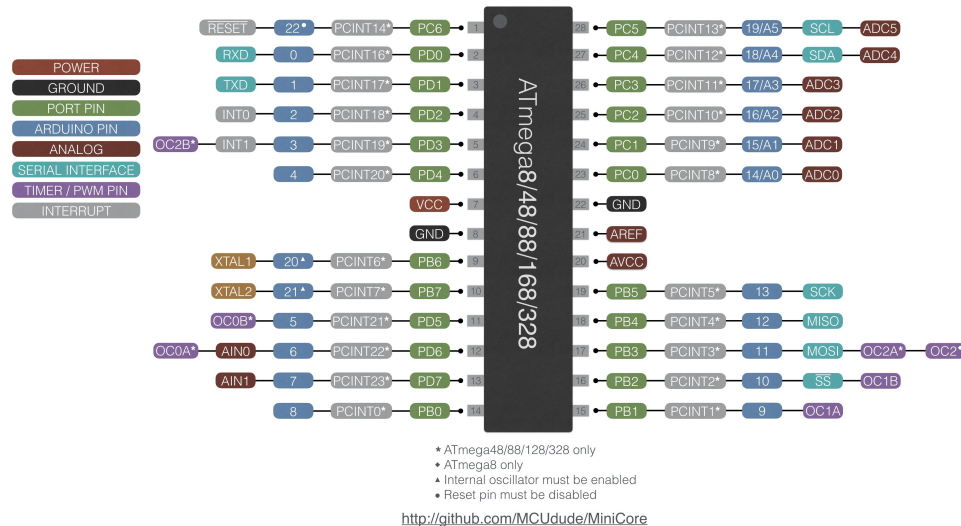 RESET 22● PCINT14* PC6 1
RXD 0 PCINT16* PD0 2
TXD 1 PCINT17* PD1 3
INT0 2 PCINT18* PD2 4
OC2B* INT1 3 PCINT19* PD3 5
4 PCINT20* PD4 6
VCC 7
GND 8
XTAL1 20▲ PCINT6* PB6 9
XTAL2 21▲ PCINT7* PB7 10
OC0B* 5 PCINT21* PD5 11
OC0A* AIN0 6 PCINT22* PD6 12
AIN1 7 PCINT23* PD7 13
8 PCINT0* PB0 14
POWER
GROUND
PORT PIN
ARDUINO PIN
ANALOG
SERIAL INTERFACE
TIMER / PWM PIN
INTERRUPT
ATmega8/48/88/168/328
28 PC5 PCINT13* 19/A5 SCL ADC5
27 PC4 PCINT12* 18/A4 SDA ADC4
26 PC3 PCINT11* 17/A3 ADC3
25 PC2 PCINT10* 16/A2 ADC2
24 PC1 PCINT9* 15/A1 ADC1
23 PC0 PCINT8* 14/A0 ADC0
22 GND
21 AREF
20 AVCC
19 PB5 PCINT5* 13 SCK
18 PB4 PCINT4* 12 MISO
17 PB3 PCINT3* 11 MOSI OC2A* OC2
16 PB2 PCINT2* 10 SS OC1B
15 PB1 PCINT1* 9 OC1A
★ ATmega48/88/128/328 only
◆ ATmega8 only
▲ Internal oscillator must be enabled
● Reset pin must be disabled
http://github.com/MCUdude/MiniCore